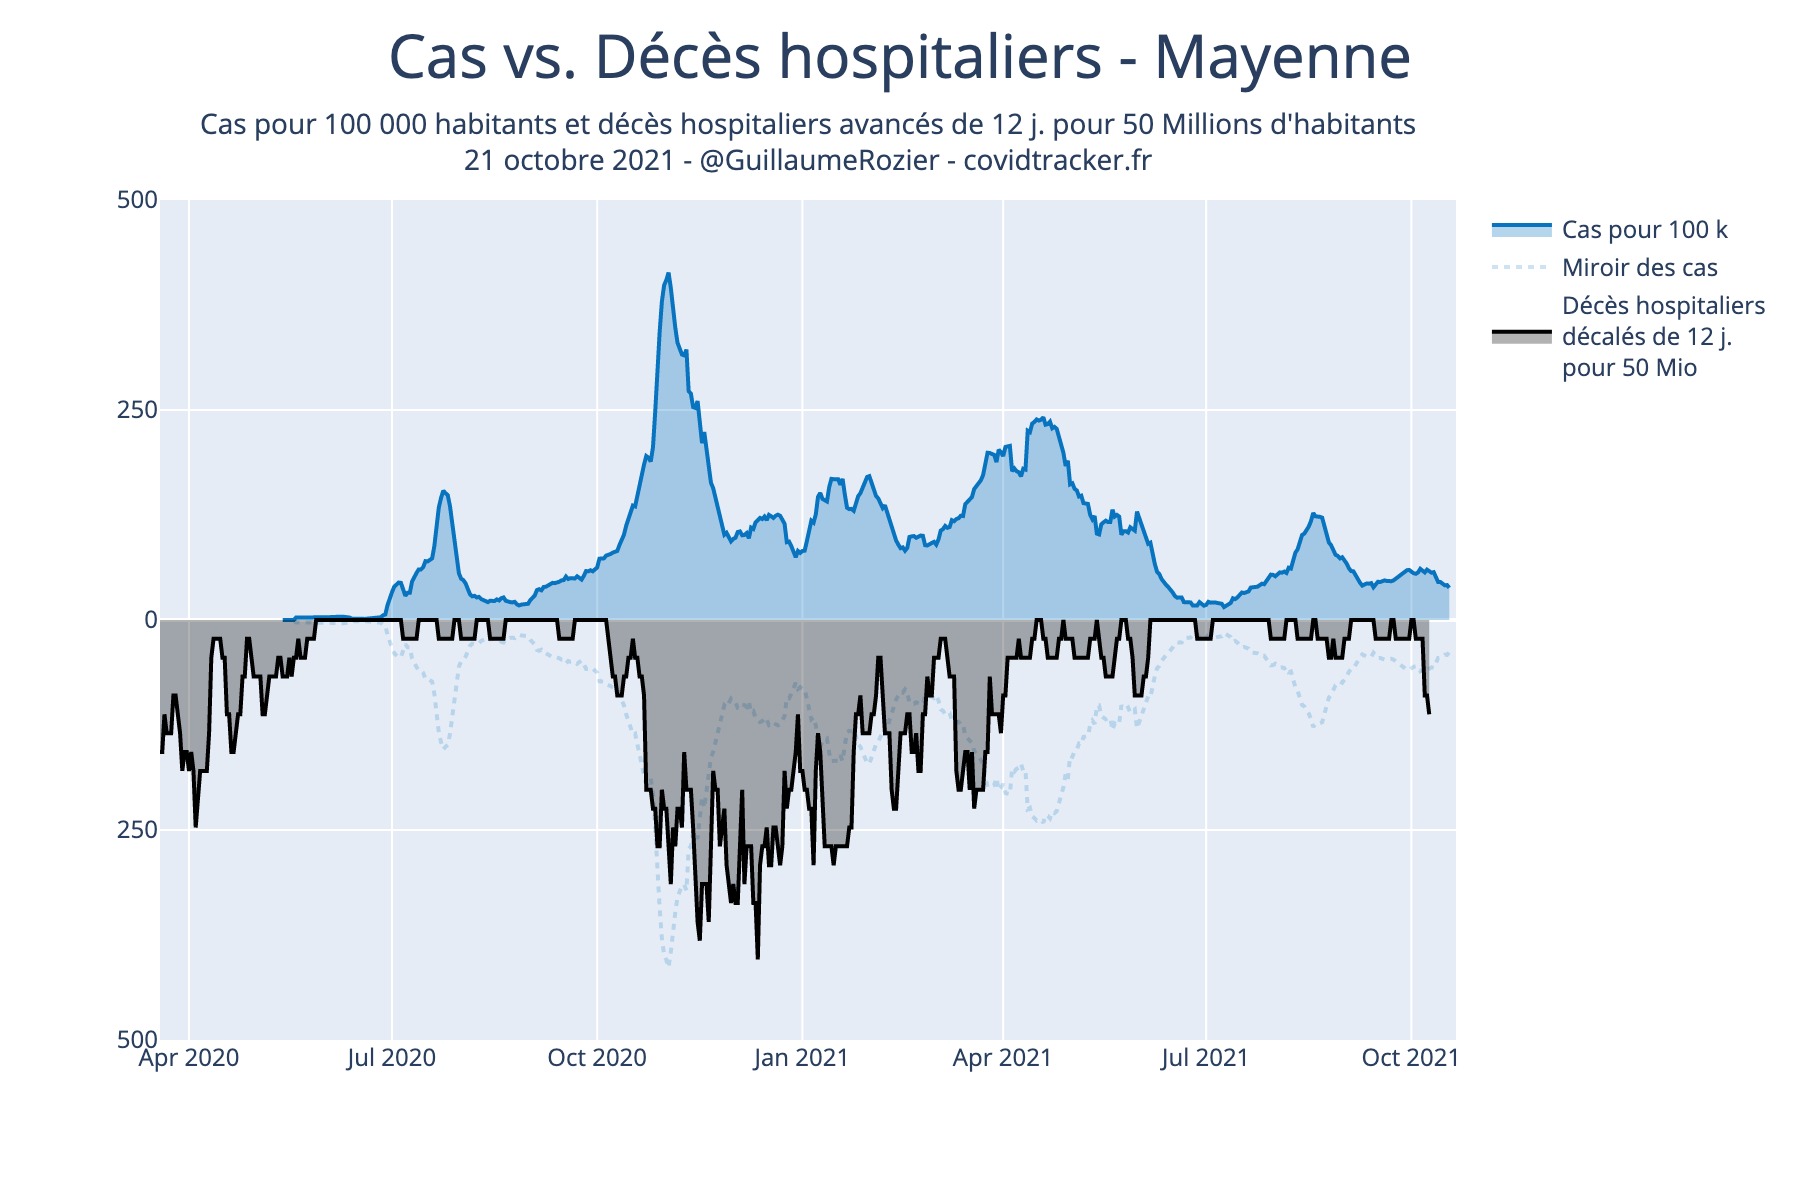 Cas vs. Décès hospitaliers - Mayenne
Cas pour 100 000 habitants et décès hospitaliers avancés de 12 j. pour 50 Millions d'habitants
21 octobre 2021 - @GuillaumeRozier - covidtracker.fr
500
250
0
250
500
Apr 2020
Jul 2020
Oct 2020
Jan 2021
Apr 2021
Jul 2021
Oct 2021
Cas pour 100 k
Miroir des cas
Décès hospitaliers
décalés de 12 j.
pour 50 Mio